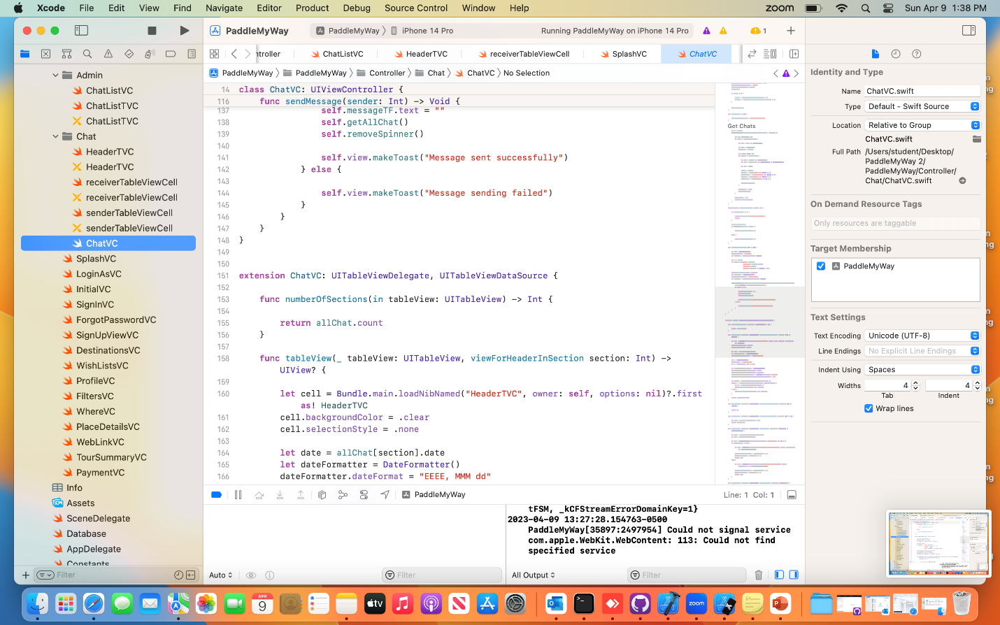 Xcode File Edit View Find Navigate Editor Product Debug Source Control Window Help
zoom Sun Apr 9 1:38 PM
PaddleMyWay
PaddleMyWay iPhone 14 Pro
Running PaddleMyWay on iPhone 14 Pro
1
ntroller ChatListVC HeaderTVC receiverTableViewCell SplashVC ChatVC
PaddleMyWay PaddleMyWay Controller Chat ChatVC No Selection
Admin
ChatListVC
ChatListTVC
ChatListTVC
Chat
HeaderTVC
HeaderTVC
receiverTableViewCell
receiverTableViewCell
senderTableViewCell
senderTableViewCell
ChatVC
SplashVC
LoginAsVC
InitialVC
SignInVC
ForgotPasswordVC
SignUpVC
DestinationsVC
WishListsVC
ProfileVC
FiltersVC
WhereVC
PlaceDetailsVC
WebLinkVC
TourSummaryVC
PaymentVC
Info
Assets
SceneDelegate
Database
AppDelegate
Constants
Filter
14 class ChatVC: UIViewController {
119 func sendMessage(sender: Int) -> Void {
137 self.messageTF.text = ""
138 self.getAllChat()
139 self.removeSpinner()
140
141 self.view.makeToast("Message sent successfully")
142 } else {
143
144 self.view.makeToast("Message sending failed")
145 }
146 }
147 }
148 }
149
150
151 extension ChatVC: UITableViewDelegate, UITableViewDataSource {
152
153 func numberOfSections(in tableView: UITableView) -> Int {
154
155 return allChat.count
156 }
157
158 func tableView(_ tableView: UITableView, viewForHeaderInSection section: Int) ->
UIView? {
159
160 let cell = Bundle.main.loadNibNamed("HeaderTVC", owner: self, options: nil)?.first
as! HeaderTVC
161 cell.backgroundColor = .clear
162 cell.selectionStyle = .none
163
164 let date = allChat[section].date
165 let dateFormatter = DateFormatter()
166 dateFormatter.dateFormat = "EEEE, MMM dd"
Get Chats
PaddleMyWay
Line: 1 Col: 1
tFSM, _kCFStreamErrorDomainKey=1}
2023-04-09 13:27:28.154763-0500
PaddleMyWay[35897:2497954] Could not signal service
com.apple.WebKit.WebContent: 113: Could not find
specified service
Auto
Filter
All Output
Filter
Identity and Type
Name ChatVC.swift
Type Default - Swift Source
Location Relative to Group
ChatVC.swift
Full Path /Users/student/Desktop/
PaddleMyWay 2/
PaddleMyWay/Controller/
Chat/ChatVC.swift
On Demand Resource Tags
Only resources are taggable
Target Membership
PaddleMyWay
Text Settings
Text Encoding Unicode (UTF-8)
Line Endings No Explicit Line Endings
Indent Using Spaces
Widths 4 4
Tab Indent
Wrap lines
APR
9
tv
zoom